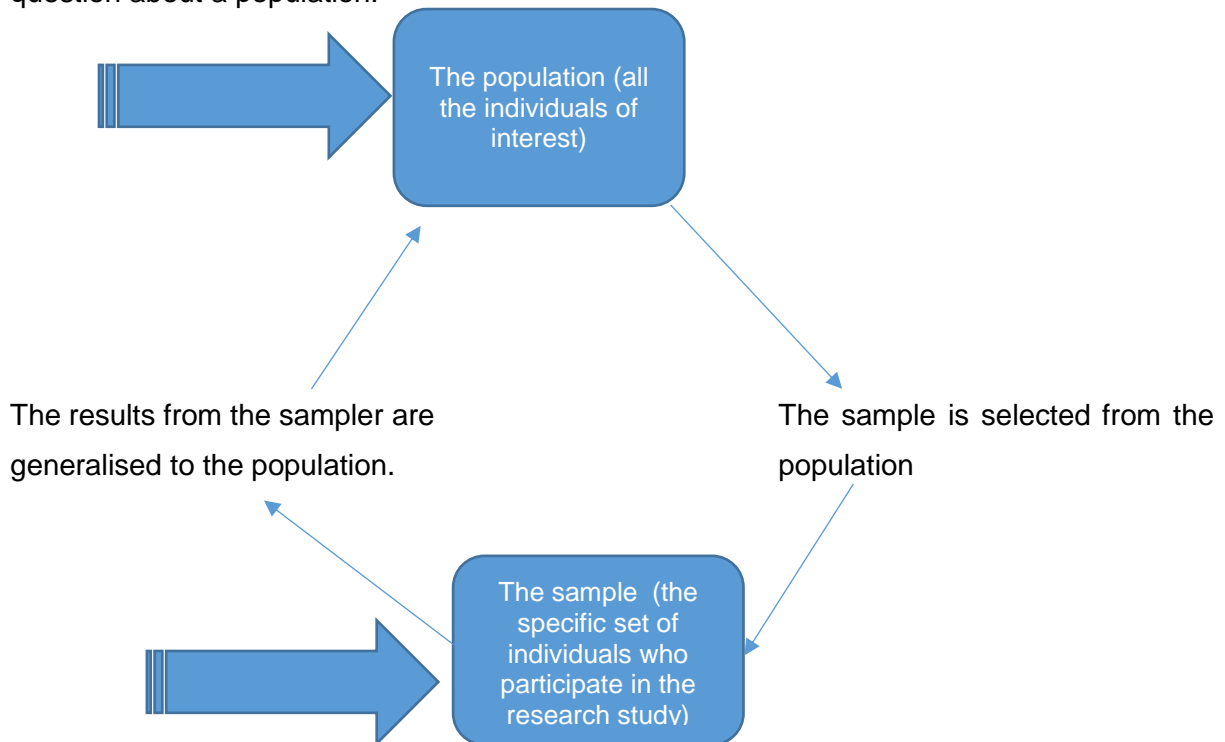 question about a population.
The population (all
the individuals of
interest)
The results from the sampler are
generalised to the population.
The sample is selected from the
population
The sample (the
specific set of
individuals who
participate in the
research study)